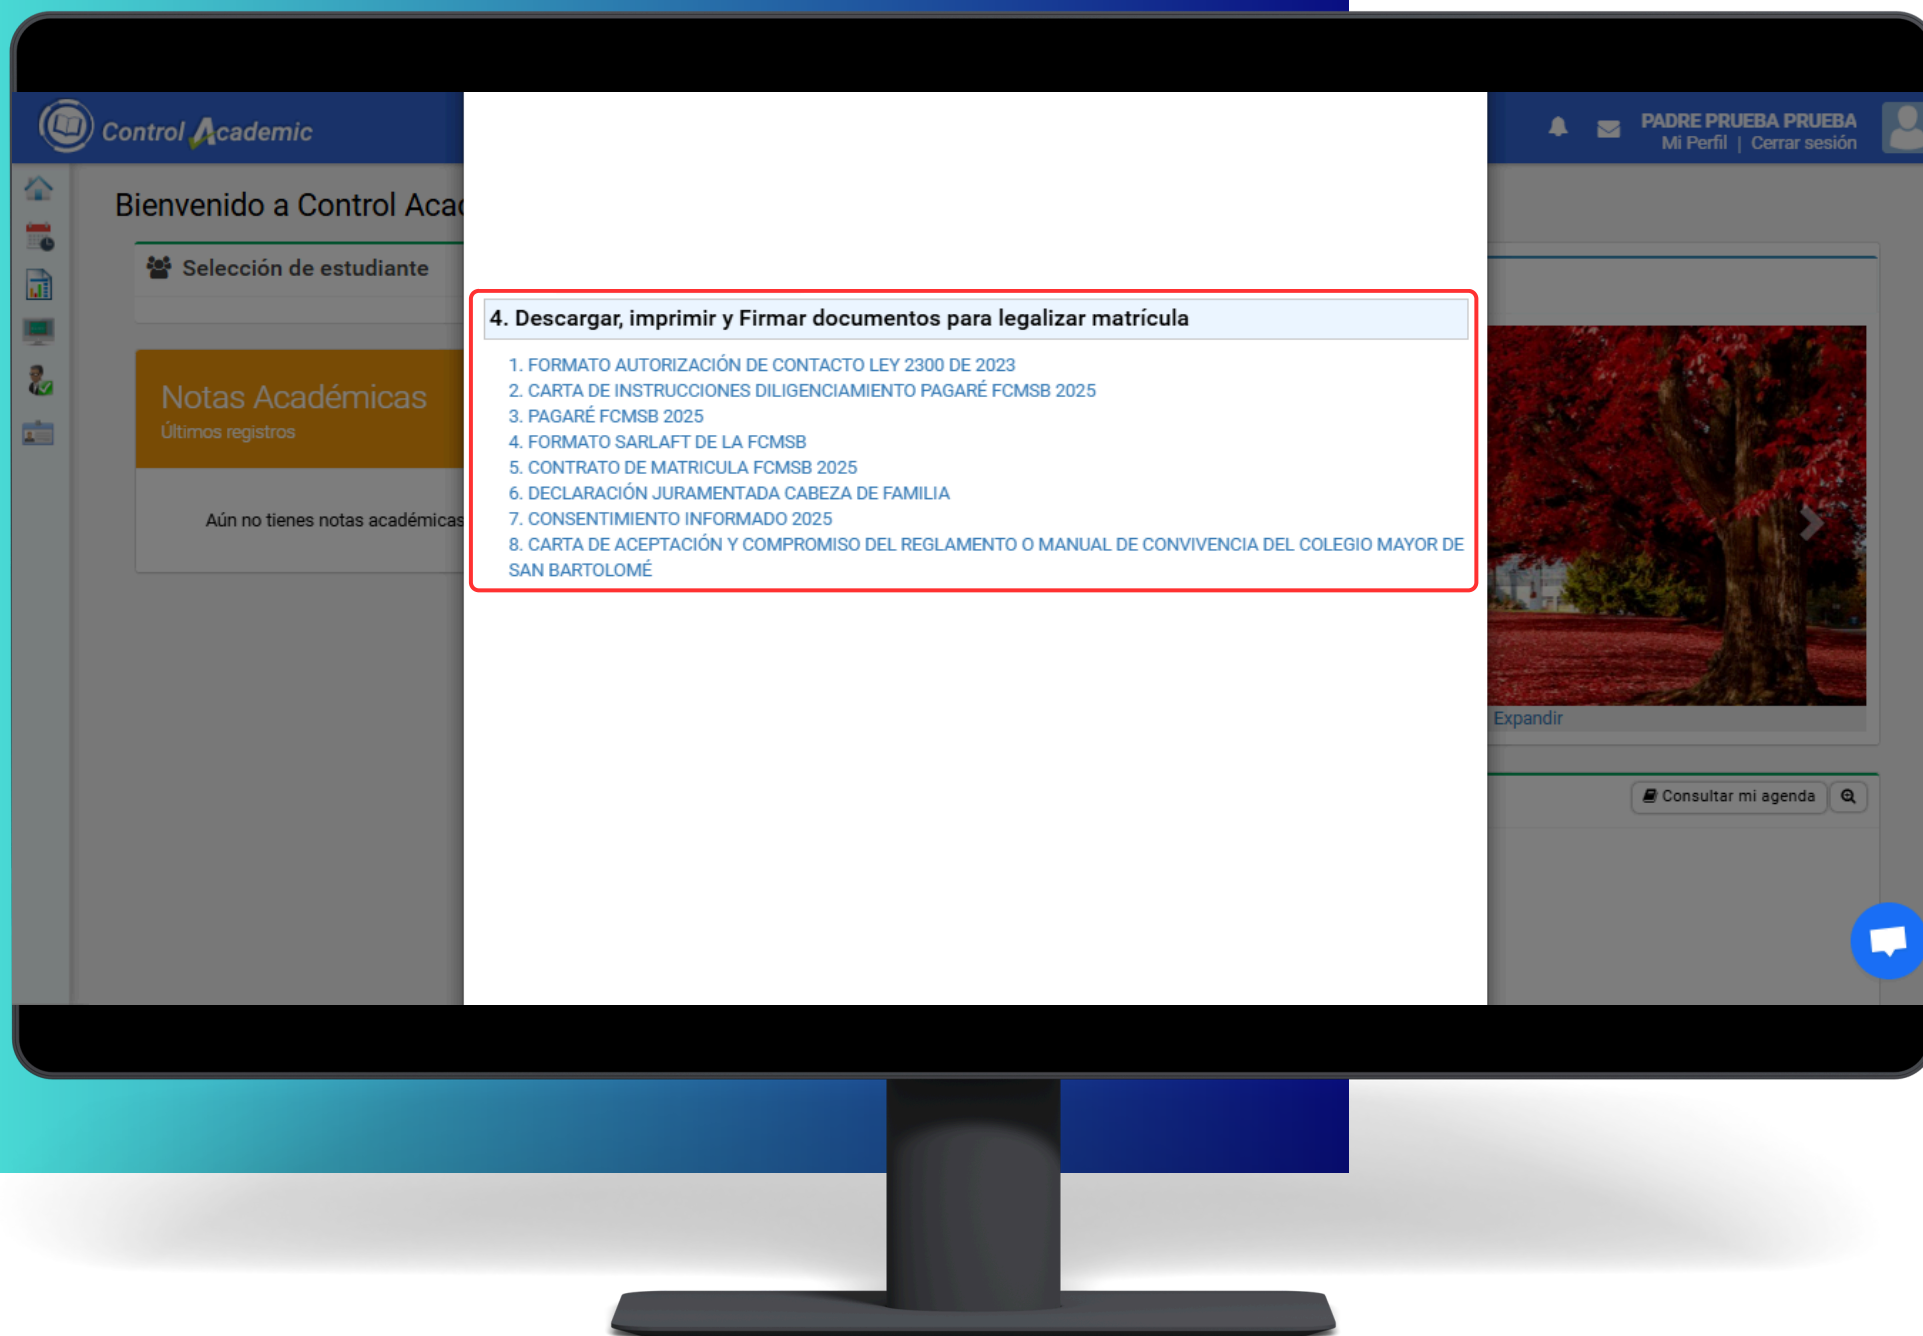 Control Academic
PADRE PRUEBA PRUEBA
Mi Perfil | Cerrar sesión
Bienvenido a Control
Selección de estudiante
4. Descargar, imprimir y Firmar documentos para legalizar matrícula
1. FORMATO AUTORIZACIÓN DE CONTACTO LEY 2300 DE 2023
2. CARTA DE INSTRUCCIONES DILIGENCIAMIENTO PAGARÉ FCMSB 2025
3. PAGARÉ FCMSB 2025
4. FORMATO SARLAFT DE LA FCMSB
5. CONTRATO DE MATRICULA FCMSB 2025
6. DECLARACIÓN JURAMENTADA CABEZA DE FAMILIA
7. CONSENTIMIENTO INFORMADO 2025
8. CARTA DE ACEPTACIÓN Y COMPROMISO DEL REGLAMENTO O MANUAL DE CONVIVENCIA DEL COLEGIO MAYOR DE
SAN BARTOLOMÉ
Notas Académicas
Últimos registros
Aún no tienes notas académicas
Expandir
Consultar mi agenda